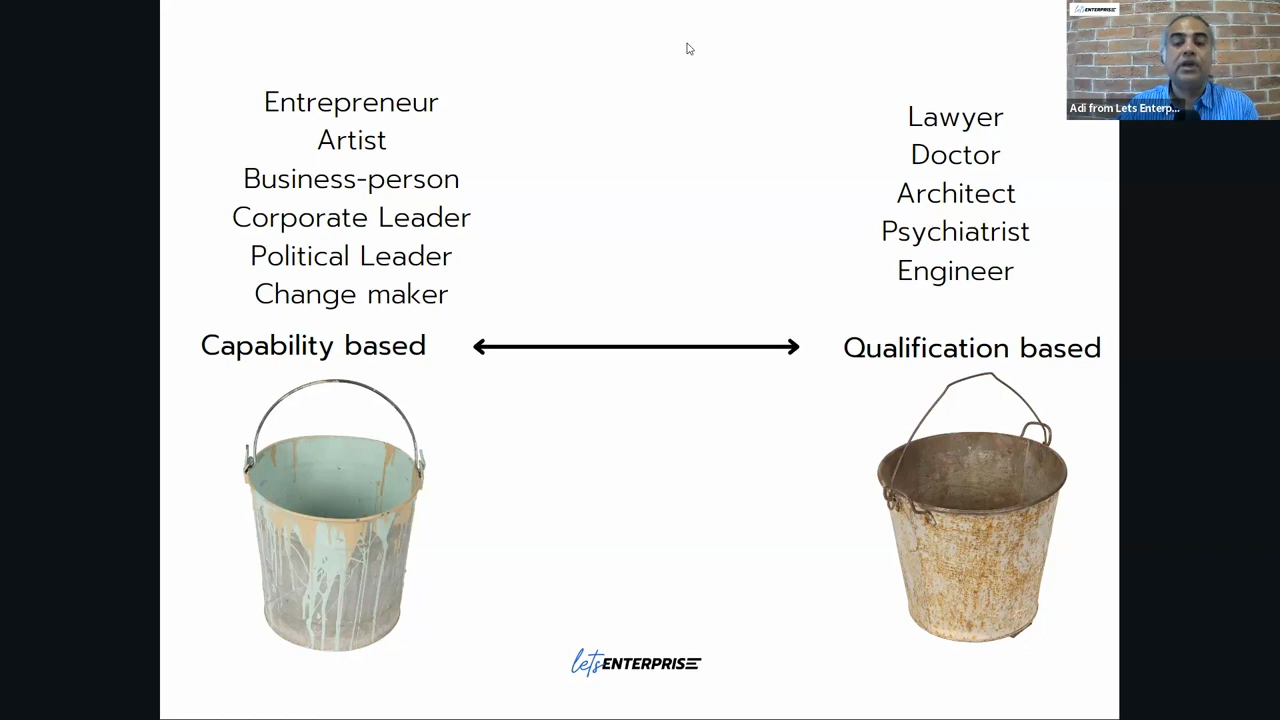 Entrepreneur
Artist
Business-person
Corporate Leader
Political Leader
Change maker
Capability based
Lawyer
Doctor
Architect
Psychiatrist
Engineer
Qualification based
letsENTERPRISE
letsENTERPRISE
Adi from Lets Enterp...